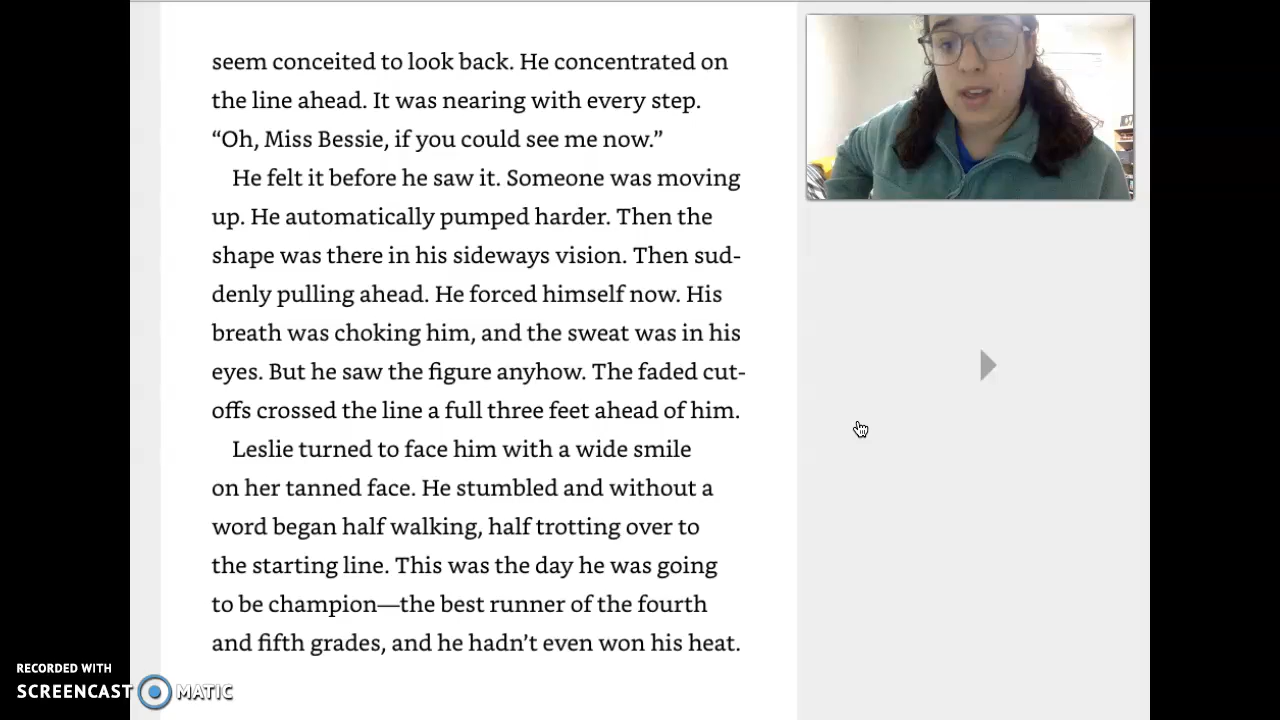 seem conceited to look back. He concentrated on
the line ahead. It was nearing with every step.
“Oh, Miss Bessie, if you could see me now.”
He felt it before he saw it. Someone was moving
up. He automatically pumped harder. Then the
shape was there in his sideways vision. Then sud-
denly pulling ahead. He forced himself now. His
breath was choking him, and the sweat was in his
eyes. But he saw the figure anyhow. The faded cut-
offs crossed the line a full three feet ahead of him.
Leslie turned to face him with a wide smile
on her tanned face. He stumbled and without a
word began half walking, half trotting over to
the starting line. This was the day he was going
to be champion—the best runner of the fourth
and fifth grades, and he hadn’t even won his heat.
RECORDED WITH
SCREENCAST MATIC